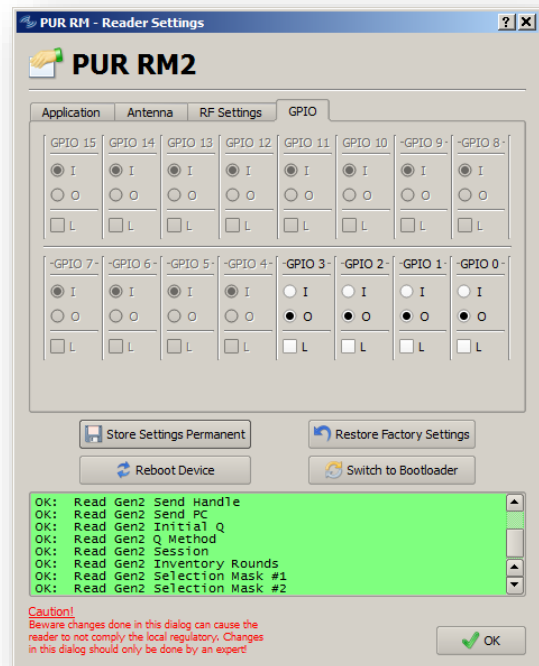 PUR RM - Reader Settings
PUR RM2
Application Antenna RF Settings GPIO
GPIO 15 GPIO 14 GPIO 13 GPIO 12 GPIO 11 GPIO 10 -GPIO 9- -GPIO 8-
I I I I I I I I
O O O O O O O O
L L L L L L L L
-GPIO 7- -GPIO 6- -GPIO 5- -GPIO 4- -GPIO 3- -GPIO 2- -GPIO 1- -GPIO 0-
I I I I I I I I
O O O O O O O O
L L L L L L L L
Store Settings Permanent Restore Factory Settings
Reboot Device Switch to Bootloader
OK: Read Gen2 Send Handle
OK: Read Gen2 Send PC
OK: Read Gen2 Initial Q
OK: Read Gen2 Q Method
OK: Read Gen2 Session
OK: Read Gen2 Inventory Rounds
OK: Read Gen2 Selection Mask #1
OK: Read Gen2 Selection Mask #2
Caution!
Beware changes done in this dialog can cause the
reader to not comply the local regulatory. Changes
in this dialog should only be done by an expert!
OK